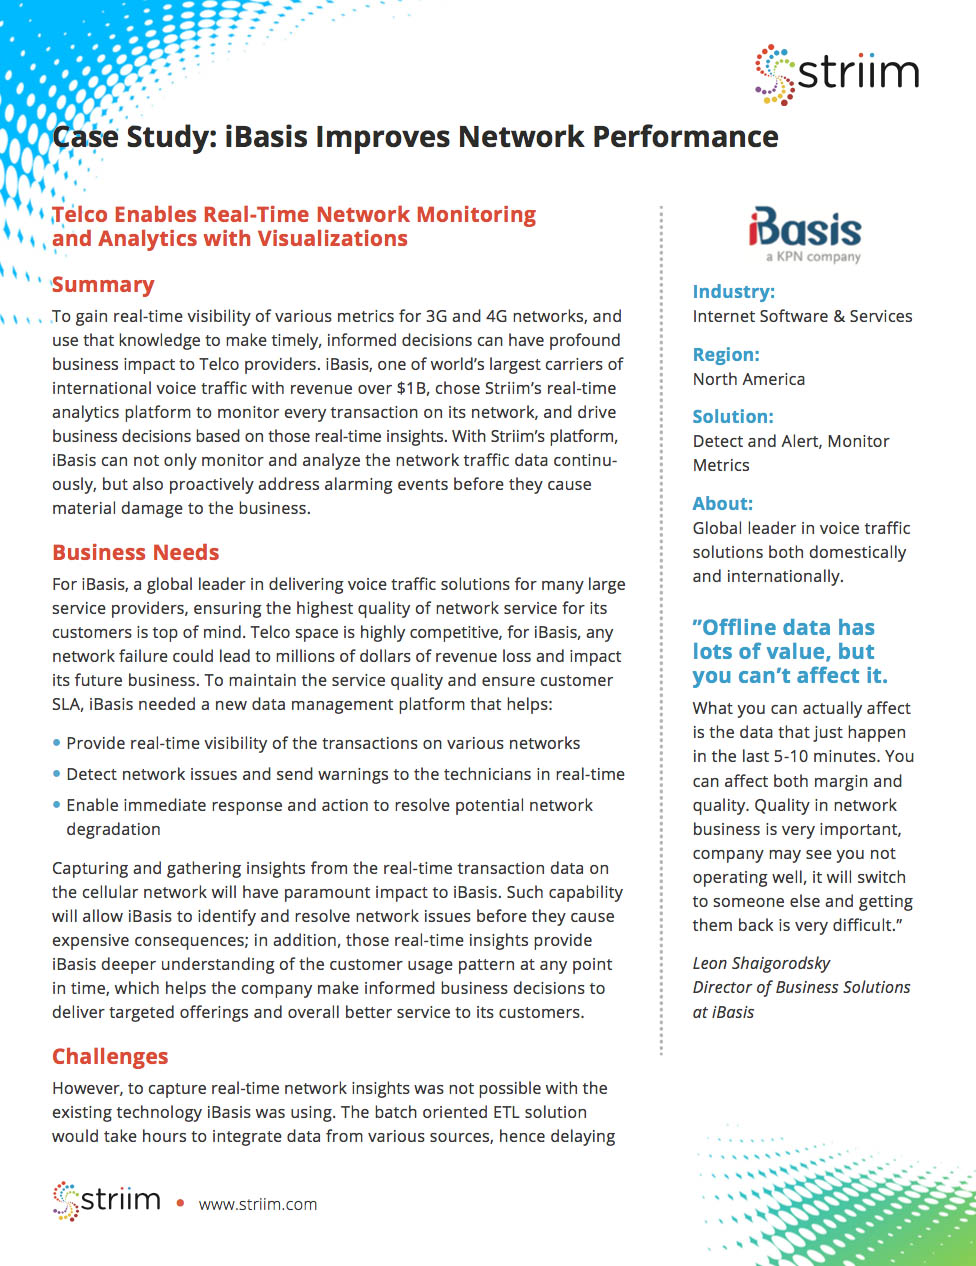 striim
Case Study: iBasis Improves Network Performance
Telco Enables Real-Time Network Monitoring
and Analytics with Visualizations
Summary
To gain real-time visibility of various metrics for 3G and 4G networks, and
use that knowledge to make timely, informed decisions can have profound
business impact to Telco providers. iBasis, one of world's largest carriers of
international voice traffic with revenue over $1B, chose Striim's real-time
analytics platform to monitor every transaction on its network, and drive
business decisions based on those real-time insights. With Striim's platform,
iBasis can not only monitor and analyze the network traffic data continu-
ously, but also proactively address alarming events before they cause
material damage to the business.
Business Needs
For iBasis, a global leader in delivering voice traffic solutions for many large
service providers, ensuring the highest quality of network service for its
customers is top of mind. Telco space is highly competitive, for iBasis, any
network failure could lead to millions of dollars of revenue loss and impact
its future business. To maintain the service quality and ensure customer
SLA, iBasis needed a new data management platform that helps:
• Provide real-time visibility of the transactions on various networks
• Detect network issues and send warnings to the technicians in real-time
• Enable immediate response and action to resolve potential network
degradation
Capturing and gathering insights from the real-time transaction data on
the cellular network will have paramount impact to iBasis. Such capability
will allow iBasis to identify and resolve network issues before they cause
expensive consequences; in addition, those real-time insights provide
iBasis deeper understanding of the customer usage pattern at any point
in time, which helps the company make informed business decisions to
deliver targeted offerings and overall better service to its customers.
Challenges
However, to capture real-time network insights was not possible with the
existing technology iBasis was using. The batch oriented ETL solution
would take hours to integrate data from various sources, hence delaying
iBasis
a KPN company
Industry:
Internet Software & Services
Region:
North America
Solution:
Detect and Alert, Monitor
Metrics
About:
Global leader in voice traffic
solutions both domestically
and internationally.
”Offline data has
lots of value, but
you can't affect it.
What you can actually affect
is the data that just happen
in the last 5-10 minutes. You
can affect both margin and
quality. Quality in network
business is very important,
company may see you not
operating well, it will switch
to someone else and getting
them back is very difficult.”
Leon Shaigorodsky
Director of Business Solutions
at iBasis
striim • www.striim.com